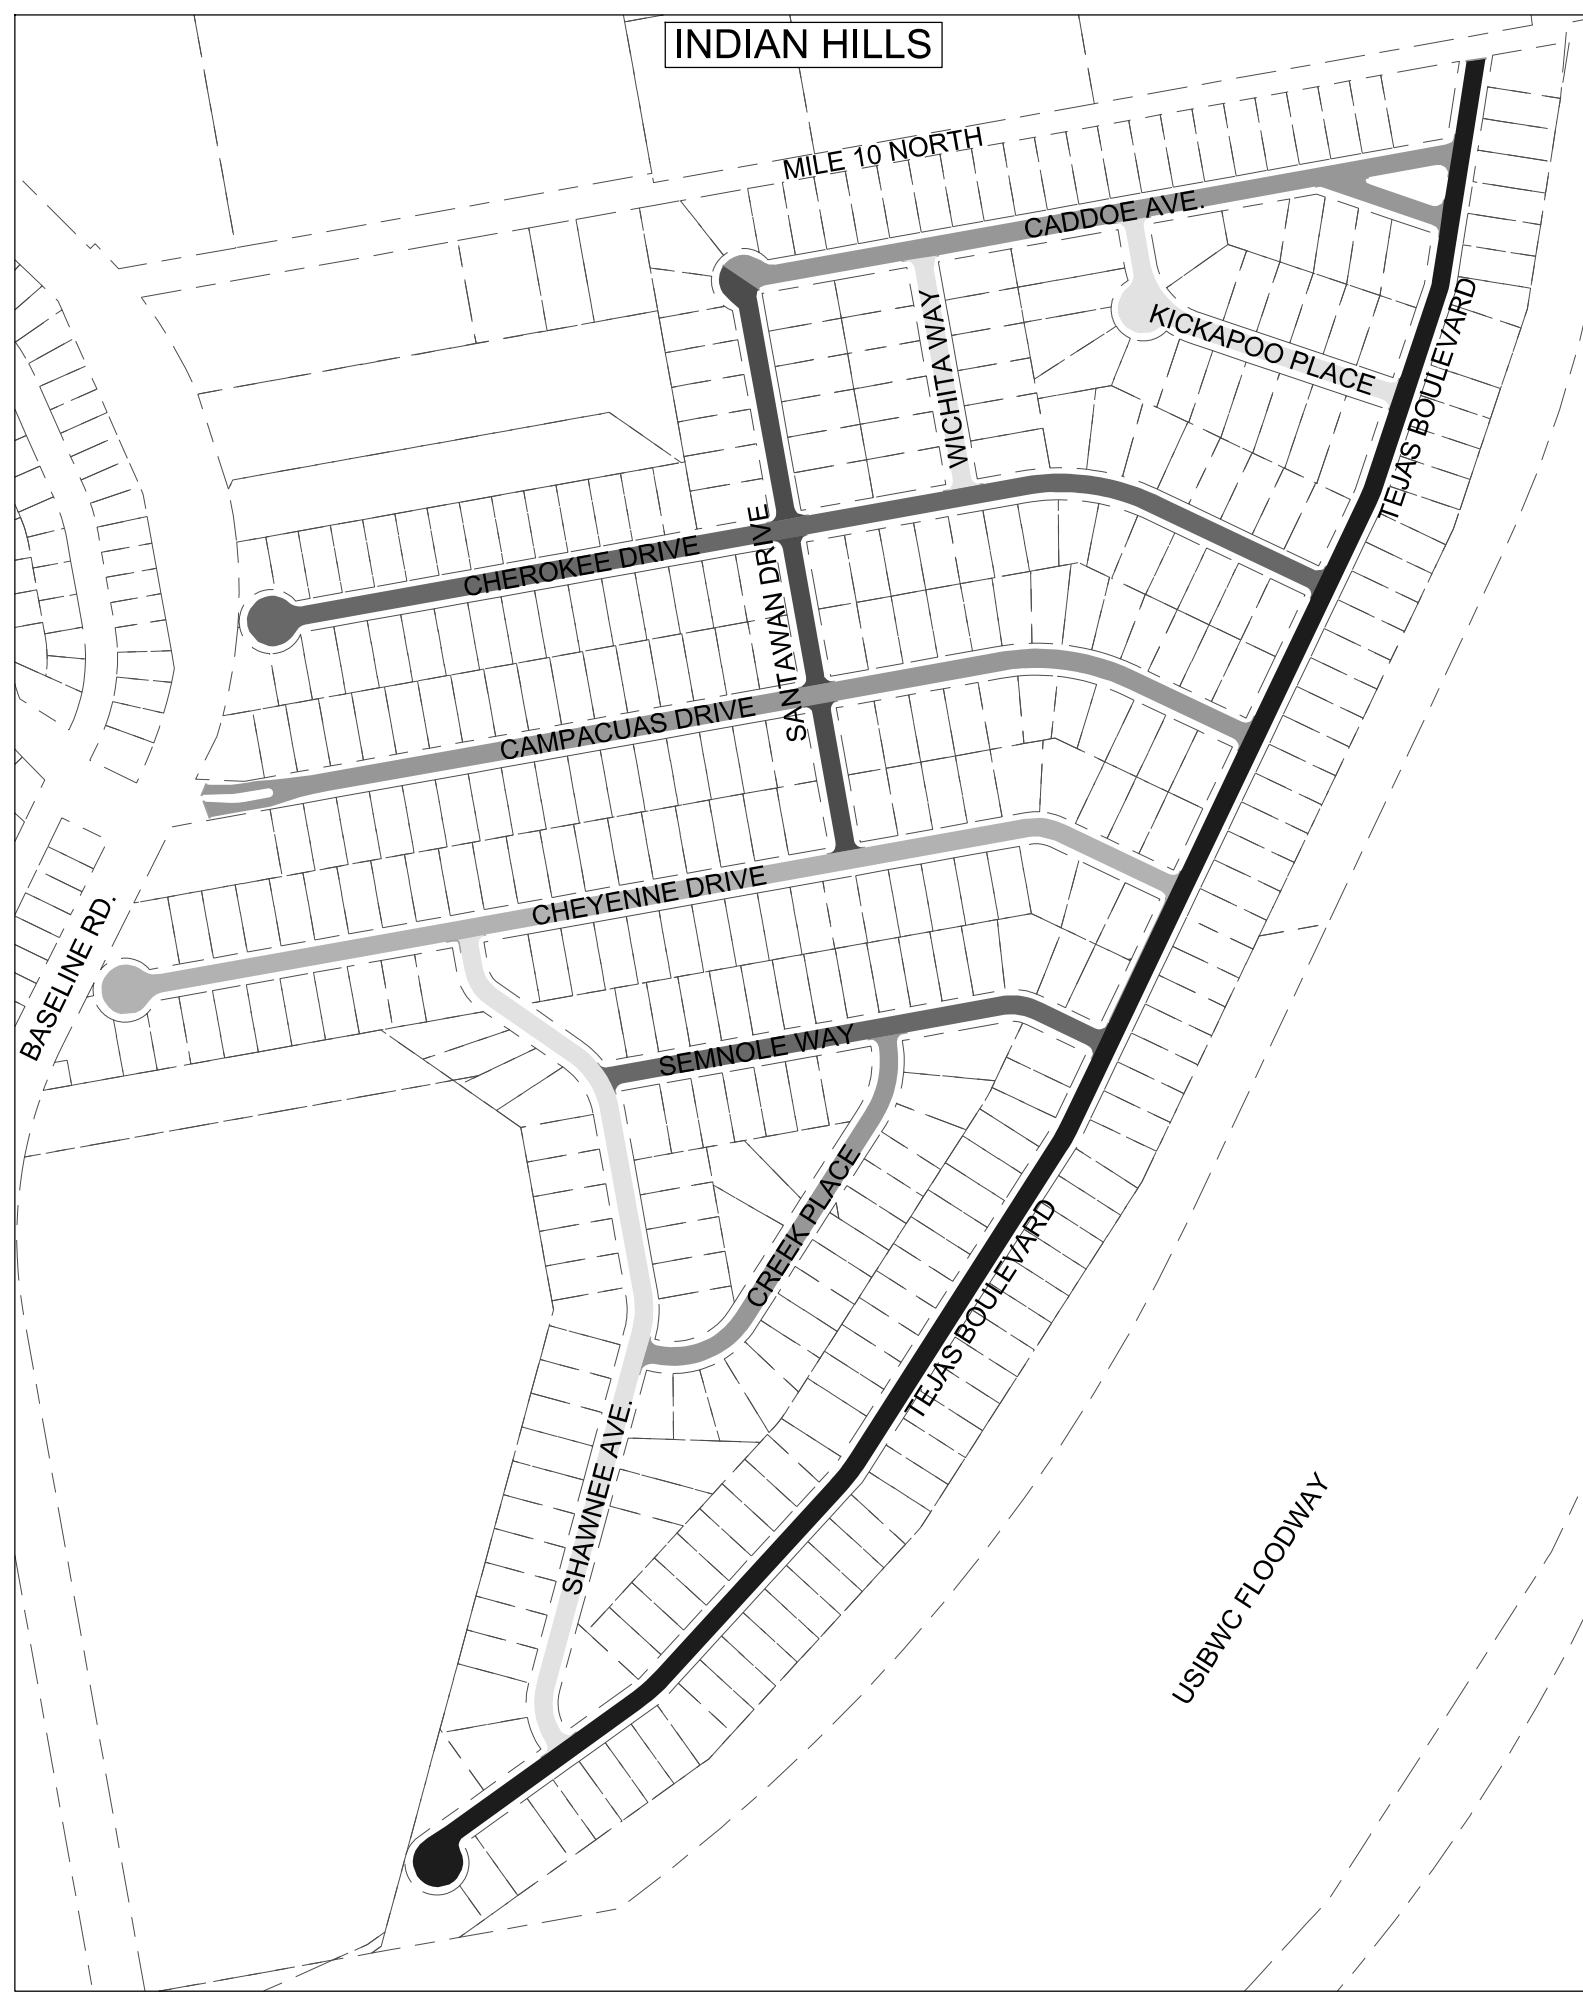 INDIAN HILLS
MILE 10 NORTH
CADDOE AVE.
WICHITA WAY
KICKAPOO PLACE
TEJAS BOULEVARD
CHEROKEE DRIVE
SANTAWAN DRIVE
CAMPACUAS DRIVE
CHEYENNE DRIVE
BASELINE RD.
SEMNOLE WAY
CREEK PLACE
TEJAS BOULEVARD
SHAWNEE AVE.
USIBWC FLOODWAY